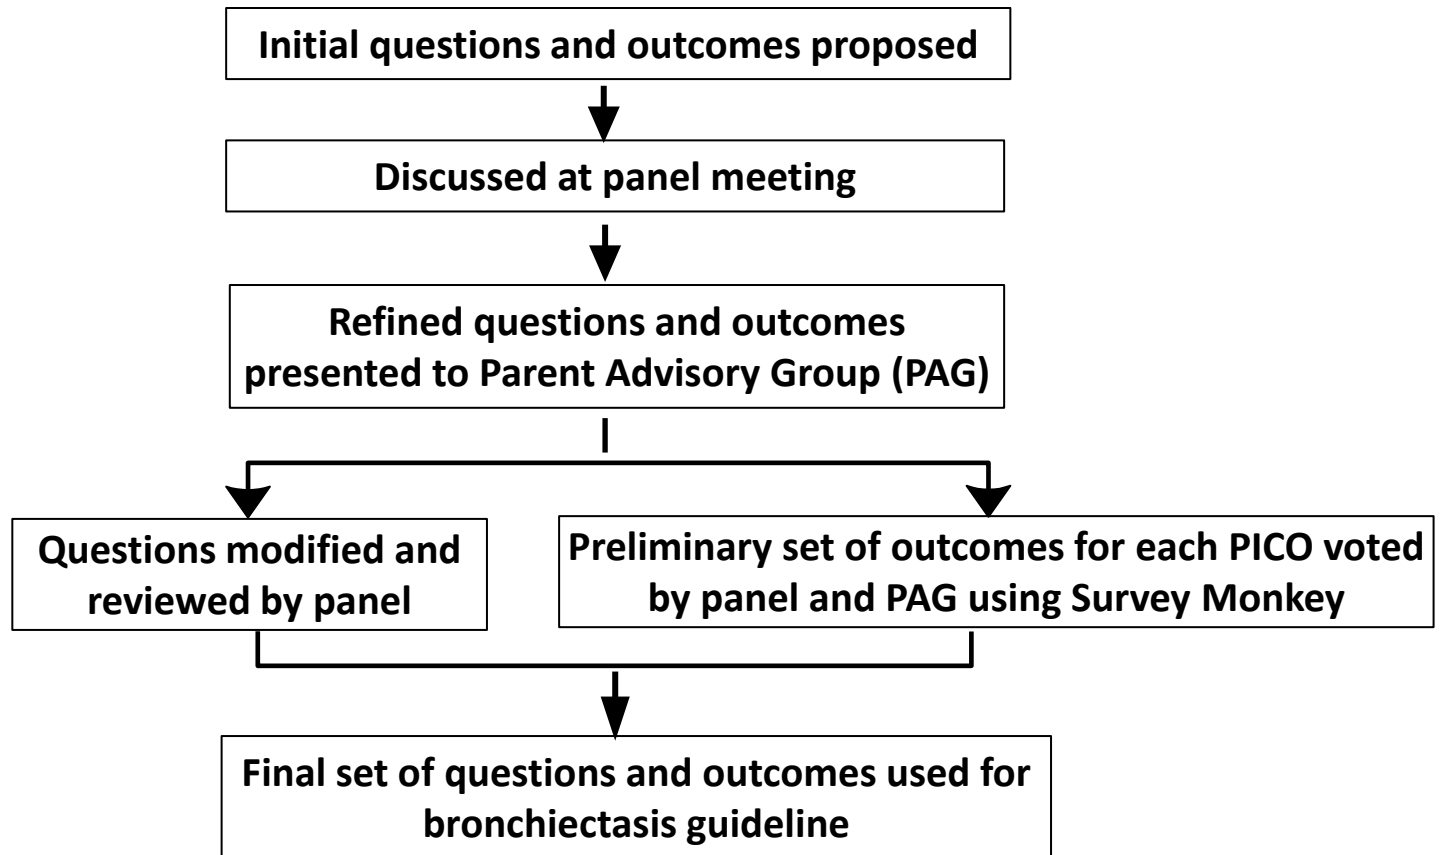 Initial questions and outcomes proposed
Discussed at panel meeting
Refined questions and outcomes
presented to Parent Advisory Group (PAG)
Questions modified and
reviewed by panel
Preliminary set of outcomes for each PICO voted
by panel and PAG using Survey Monkey
Final set of questions and outcomes used for
bronchiectasis guideline